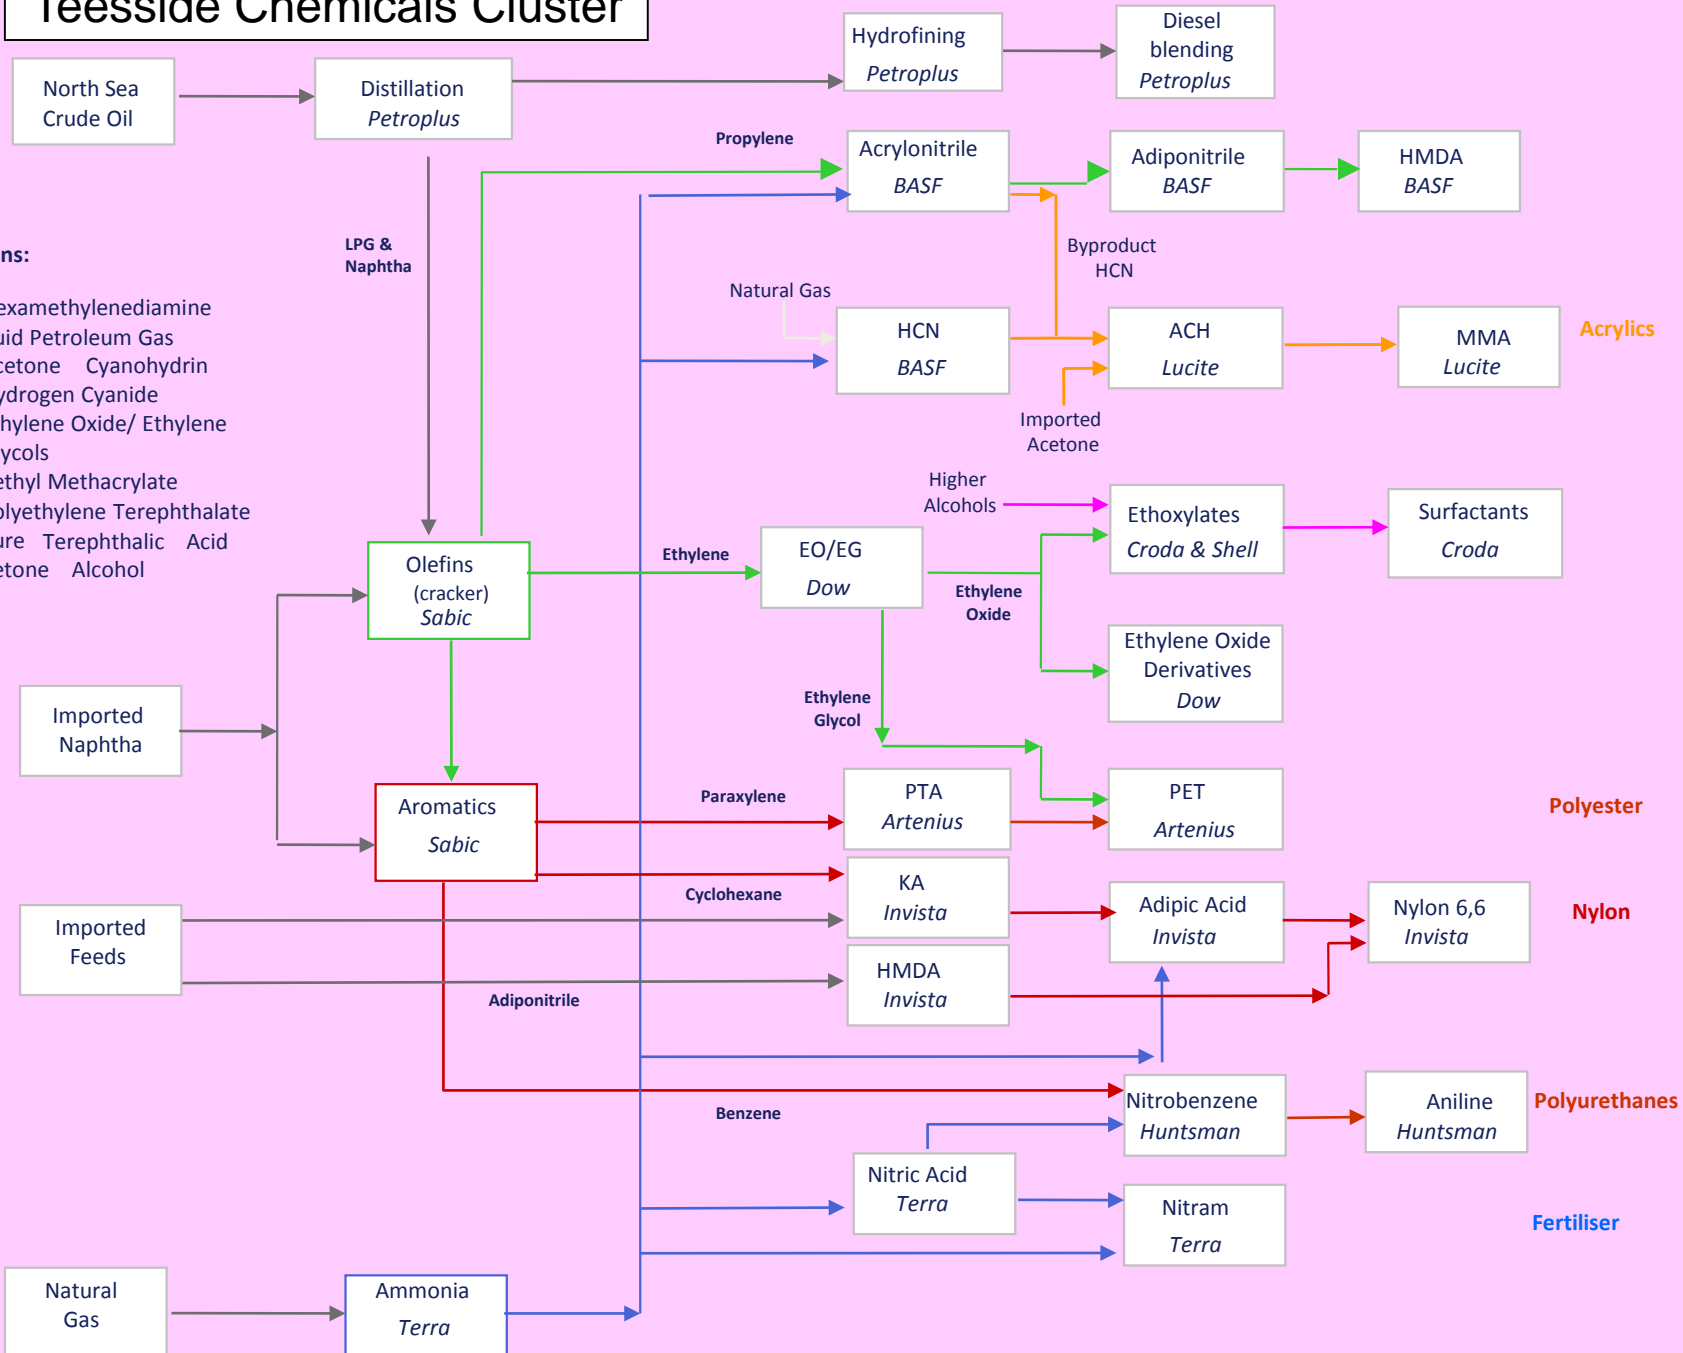 Teesside Chemicals Cluster
North Sea
Crude Oil
Distillation
Petroplus
Hydrofining
Petroplus
Diesel
blending
Petroplus
Propylene
Acrylonitrile
BASF
Adiponitrile
BASF
HMDA
BASF
LPG &
Naphtha
Byproduct
HCN
Natural Gas
HCN
BASF
ACH
Lucite
MMA
Lucite
Acrylics
Imported
Acetone
ns:
examethylenediamine
uid Petroleum Gas
cetone Cyanohydrin
ydrogen Cyanide
hylene Oxide/ Ethylene
ycols
ethyl Methacrylate
olyethylene Terephthalate
ure Terephthalic Acid
etone Alcohol
Higher
Alcohols
Ethoxylates
Croda & Shell
Surfactants
Croda
Olefins
(cracker)
Sabic
Ethylene
EO/EG
Dow
Ethylene
Oxide
Ethylene Oxide
Derivatives
Dow
Imported
Naphtha
Ethylene
Glycol
Aromatics
Sabic
Paraxylene
PTA
Artenius
PET
Artenius
Polyester
Cyclohexane
KA
Invista
Adipic Acid
Invista
Nylon 6,6
Invista
Nylon
Imported
Feeds
Adiponitrile
HMDA
Invista
Benzene
Nitrobenzene
Huntsman
Aniline
Huntsman
Polyurethanes
Nitric Acid
Terra
Nitram
Terra
Fertiliser
Natural
Gas
Ammonia
Terra